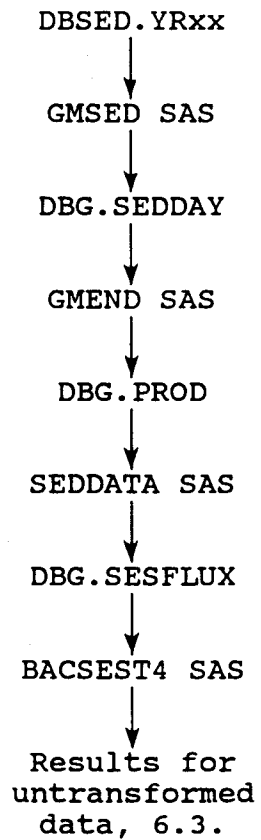 DBSED.YRxx
GMSED SAS
DBG.SEDDAY
GMEND SAS
DBG.PROD
SEDDATA SAS
DBG.SESFLUX
BACSEST4 SAS
Results for
untransformed
data, 6.3.